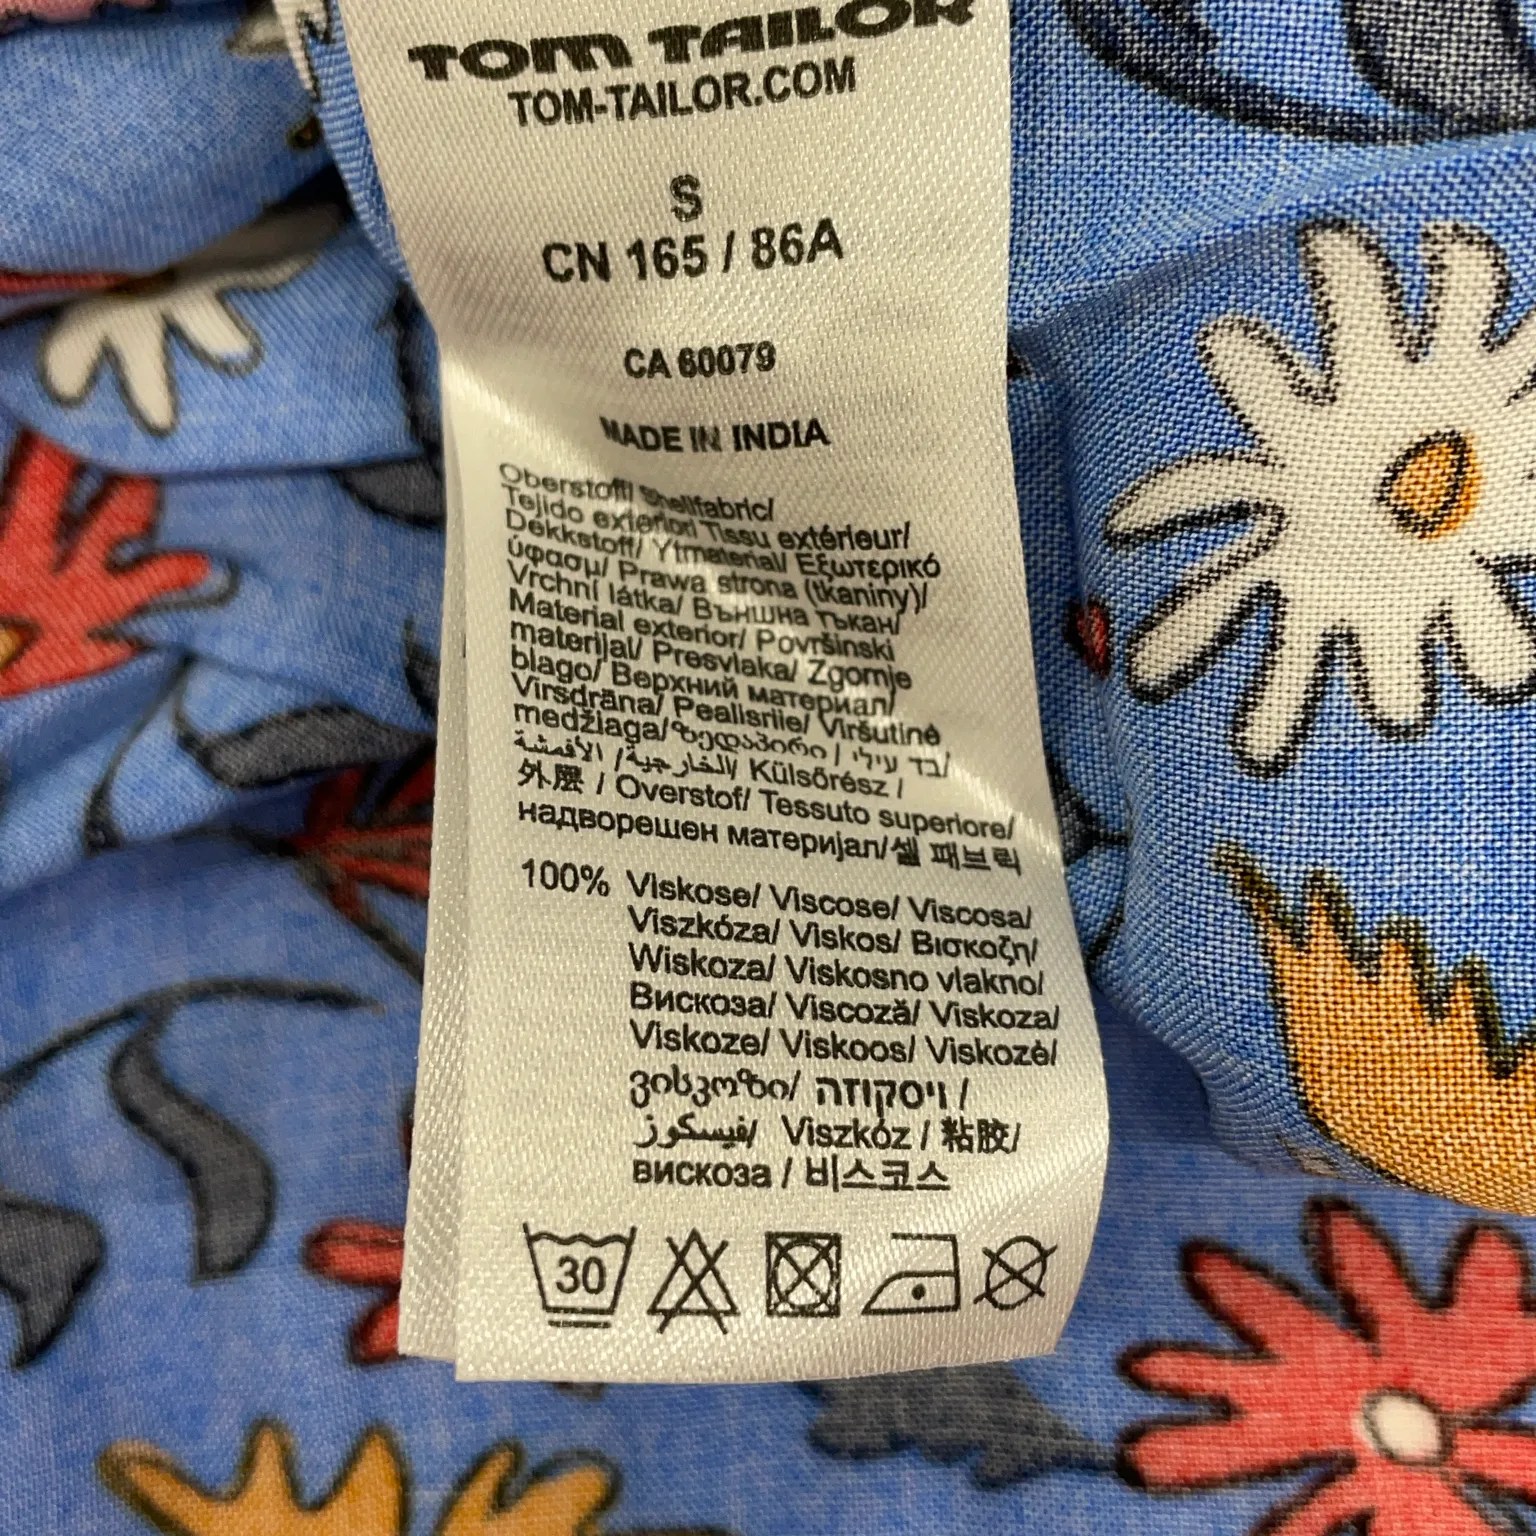 TOM TAILOR
TOM-TAILOR.COM
S
CN 165 / 86A
CA 60079
MADE IN INDIA
Oberstoff/ Shellfabric/
Tejido exterior/ Tissu extérieur/
Dekkstoff/ Ytmaterial/ Εξωτερικό
ύφασμ/ Prawa strona (tkaniny)/
Vrchní látka/ Външна тъкан/
Material exterior/ Površinski
materijal/ Presvlaka/ Zgornje
blago/ Верхний материал/
Virsdrāna/ Pealisriie/ Viršutinė
medžiaga/ ზედაპირი / בד עילי/
الأقمشة الخارجية/ Külsőrész /
外层 / Overstof/ Tessuto superiore/
надворешен материјал/셸 패브릭
100% Viskose/ Viscose/ Viscosa/
Viszkóza/ Viskos/ Βισκοζη/
Wiskoza/ Viskosno vlakno/
Вискоза/ Viscoză/ Viskoza/
Viskoze/ Viskoos/ Viskozė/
ვისკოზი/ ויסקוזה /
فيسكوز/ Viszkóz / 粘胶/
вискоза / 비스코스
30